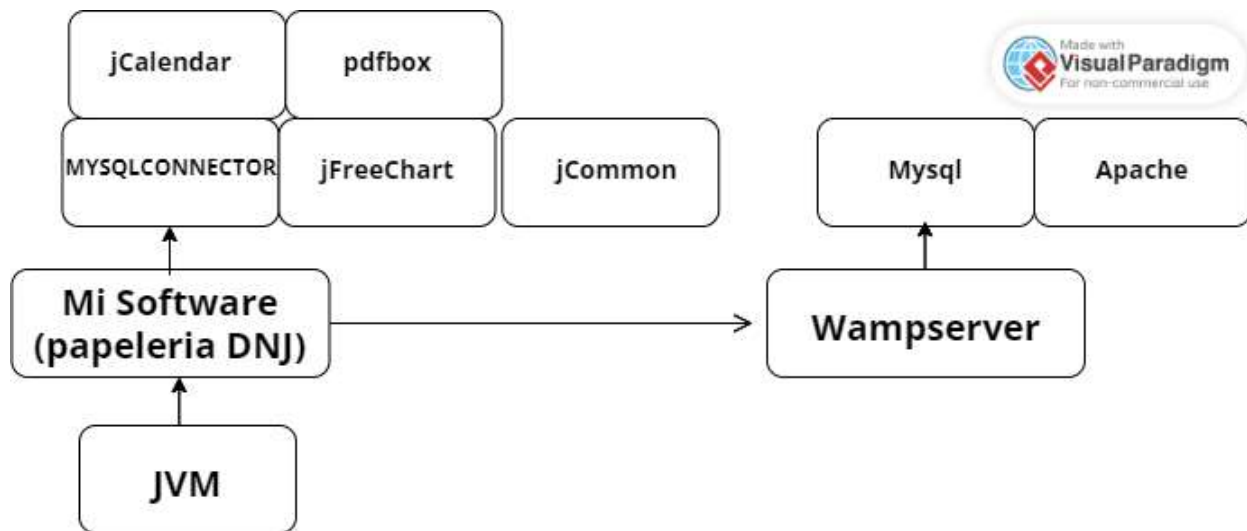 jCalendar
pdfbox
Made with
Visual Paradigm
For non-commercial use
MYSQLCONNECTOR
jFreeChart
jCommon
Mysql
Apache
Mi Software
(papeleria DNJ)
Wampserver
JVM